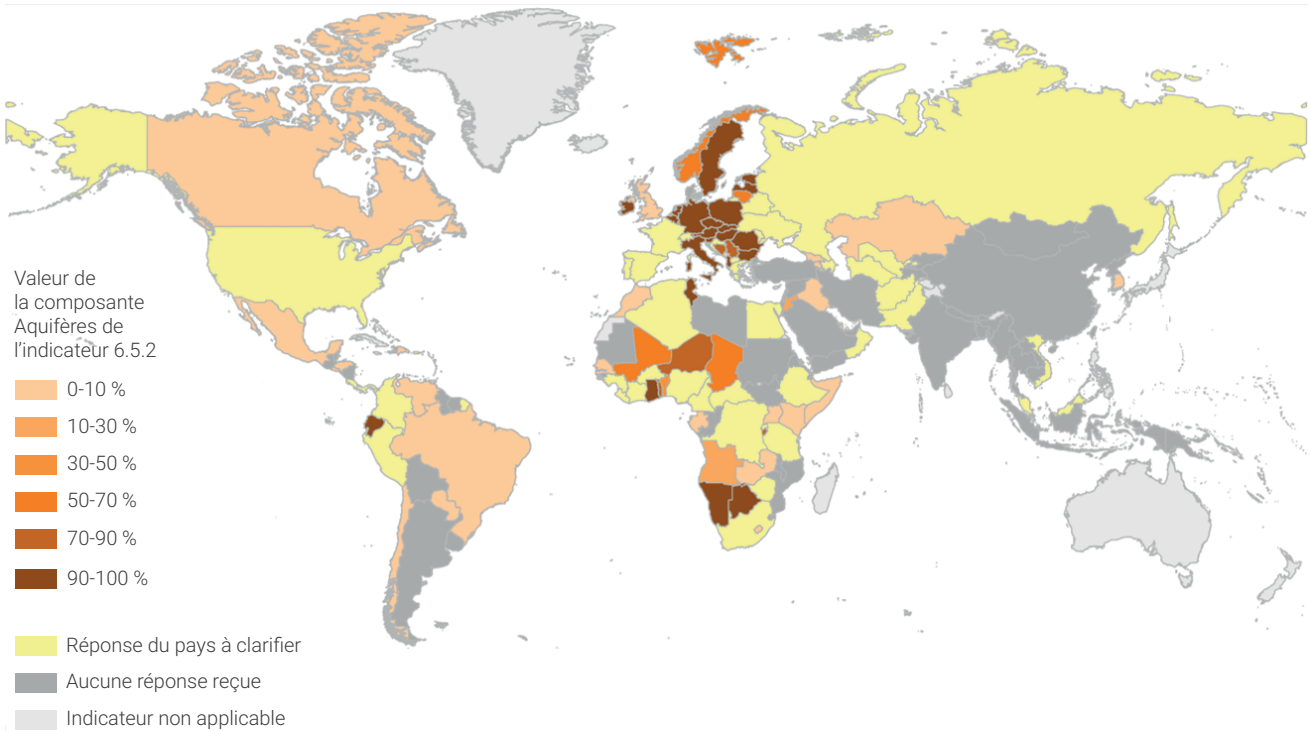 Valeur de
la composante
Aquifères de
l'indicateur 6.5.2
0-10 %
10-30 %
30-50 %
50-70 %
70-90 %
90-100 %
Réponse du pays à clarifier
Aucune réponse reçue
Indicateur non applicable